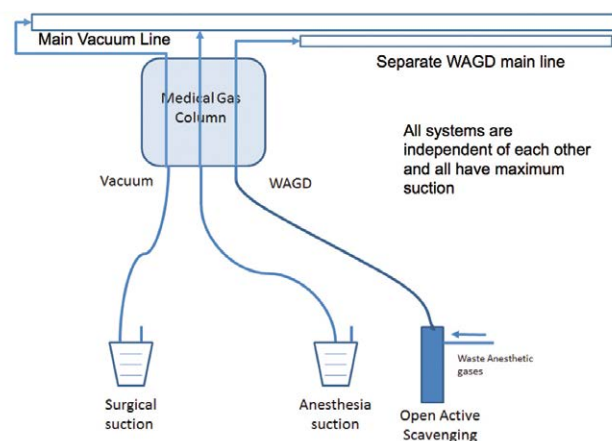 Main Vacuum Line
Separate WAGD main line
Medical Gas
Column
All systems are
independent of each other
and all have maximum
suction
Vacuum
WAGD
Waste Anesthetic
gases
Surgical
suction
Anesthesia
suction
Open Active
Scavenging